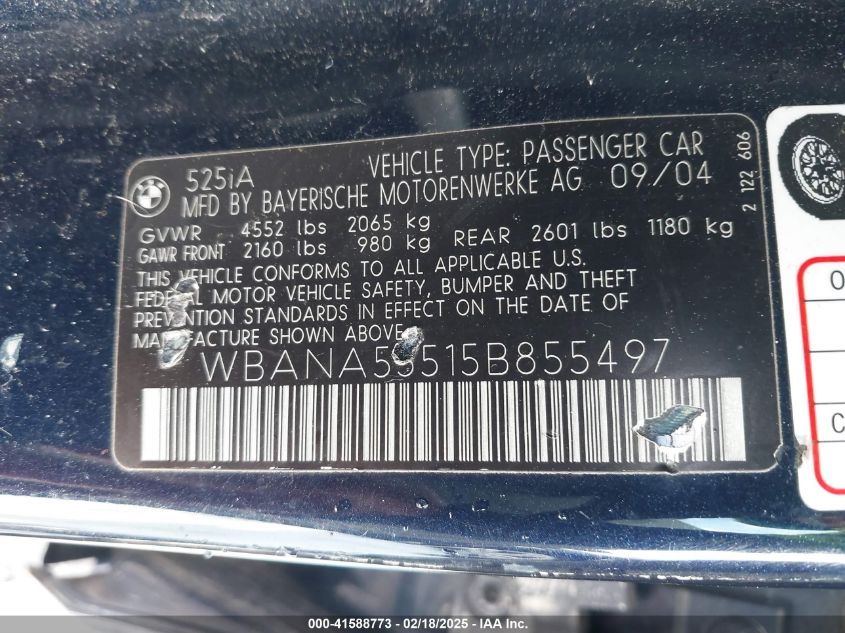 525iA VEHICLE TYPE: PASSENGER CAR
MFD BY BAYERISCHE MOTORENWERKE AG 09/04
GVWR 4552 lbs 2065 kg
GAWR FRONT 2160 lbs 980 kg REAR 2601 lbs 1180 kg
THIS VEHICLE CONFORMS TO ALL APPLICABLE U.S.
FEDERAL MOTOR VEHICLE SAFETY, BUMPER AND THEFT
PREVENTION STANDARDS IN EFFECT ON THE DATE OF
MANUFACTURE SHOWN ABOVE
WBANA53515B855497
2 122 606
O
C
000-41588773 - 02/18/2025 - IAA Inc.